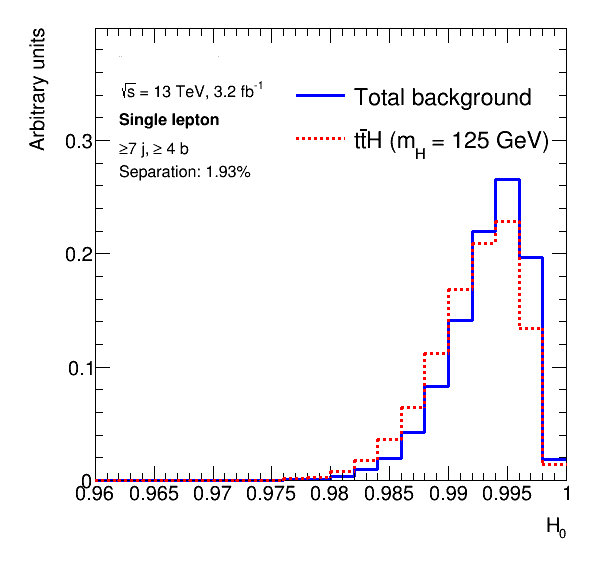 Arbitrary units
√s = 13 TeV, 3.2 fb⁻¹
Single lepton
≥7 j, ≥ 4 b
Separation: 1.93%
Total background
tt̄H (m_H = 125 GeV)
0.3
0.2
0.1
0
0.96 0.965 0.97 0.975 0.98 0.985 0.99 0.995 1
H₀